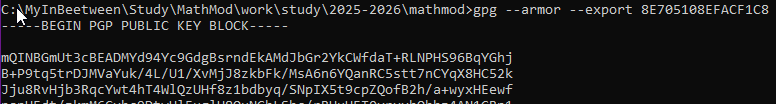 C:\MyInBeetween\Study\MathMod\work\study\2025-2026\mathmod>gpg --armor --export 8E705108EFACF1C8
-----BEGIN PGP PUBLIC KEY BLOCK-----
mQINBGmUt3cBEADMYd94Yc9GdgBsrndEkAMdJbGr2YkCWfdaT+RLNPHS96BqYGhj
B+P9tq5trDJMVaYuk/4L/U1/XvMjJ8zkbFk/MsA6n6YQanRC5stt7nCYqX8HC52k
Jju8RvHjb3RqcYwt4hT4WlQzUHf8z1bdbyq/SNpIX5t9cpZQofB2h/a+wyxHEewf